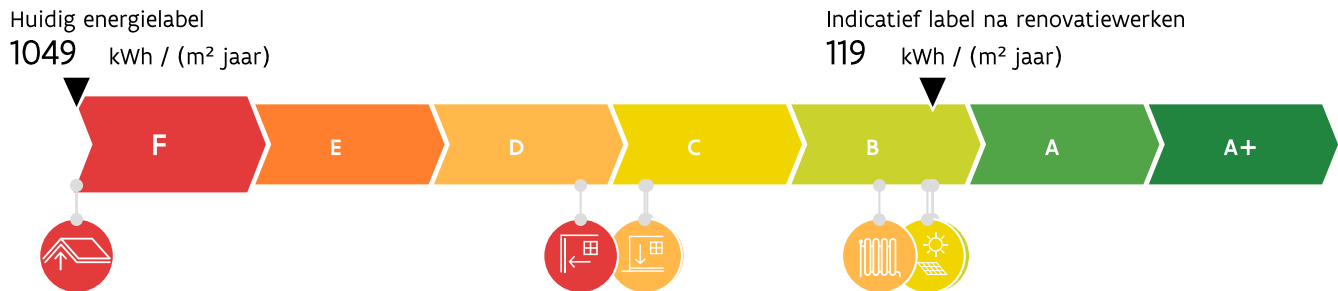 Huidig energielabel
1049 kWh / (m² jaar)
Indicatief label na renovatiewerken
119 kWh / (m² jaar)
F E D C B A A+